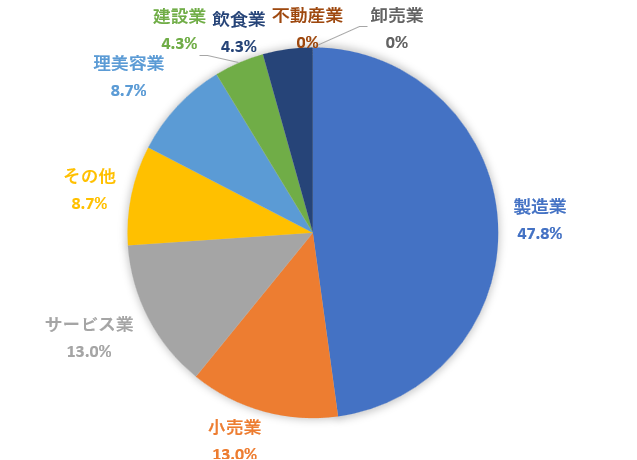 建設業
4.3%
飲食業
4.3%
不動産業
0%
卸売業
0%
理美容業
8.7%
その他
8.7%
製造業
47.8%
サービス業
13.0%
小売業
13.0%